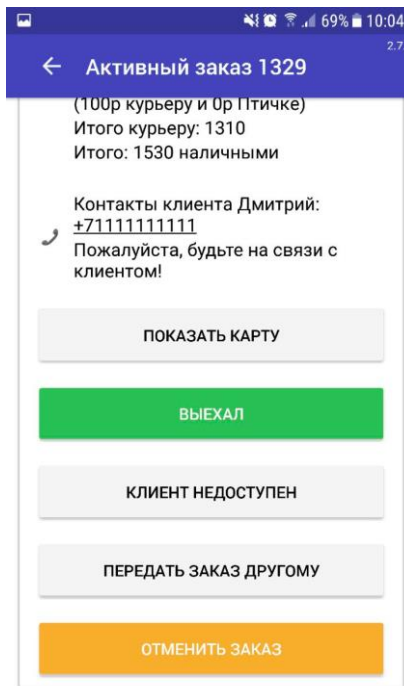 69% 10:04
2.7
Активный заказ 1329
(100р курьеру и 0р Птичке)
Итого курьеру: 1310
Итого: 1530 наличными
Контакты клиента Дмитрий:
+71111111111
Пожалуйста, будьте на связи с
клиентом!
ПОКАЗАТЬ КАРТУ
ВЫЕХАЛ
КЛИЕНТ НЕДОСТУПЕН
ПЕРЕДАТЬ ЗАКАЗ ДРУГОМУ
ОТМЕНИТЬ ЗАКАЗ